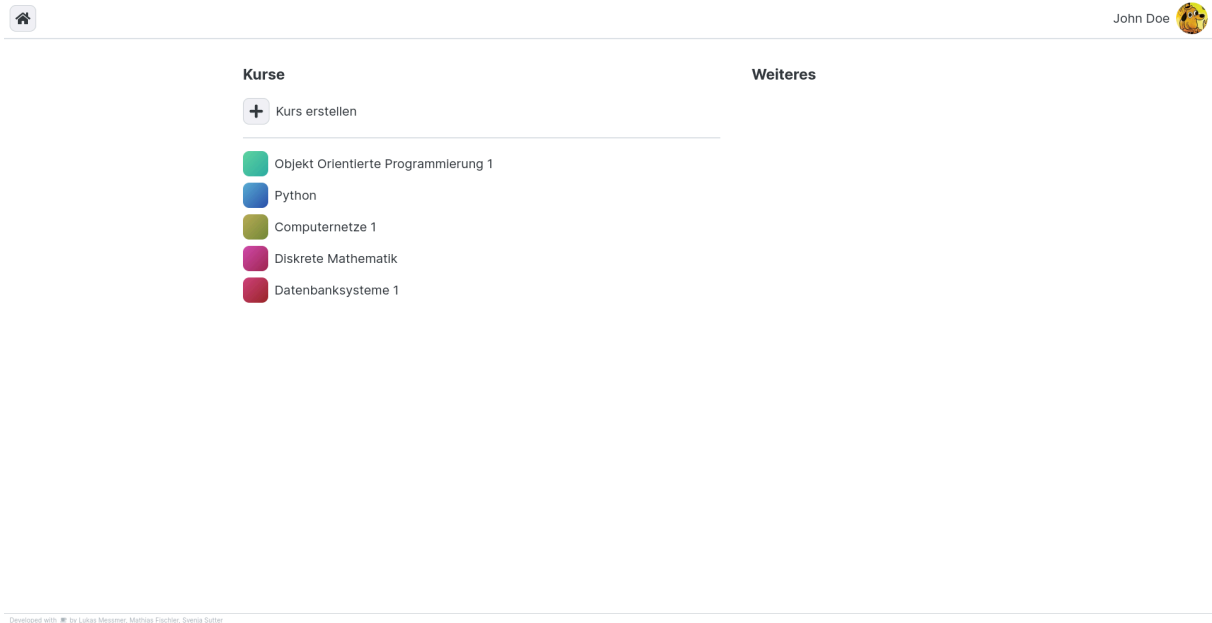 John Doe
Kurse
Weiteres
Kurs erstellen
Objekt Orientierte Programmierung 1
Python
Computernetze 1
Diskrete Mathematik
Datenbanksysteme 1
Developed with by Lukas Messmer, Mathias Fischler, Svenja Sutter